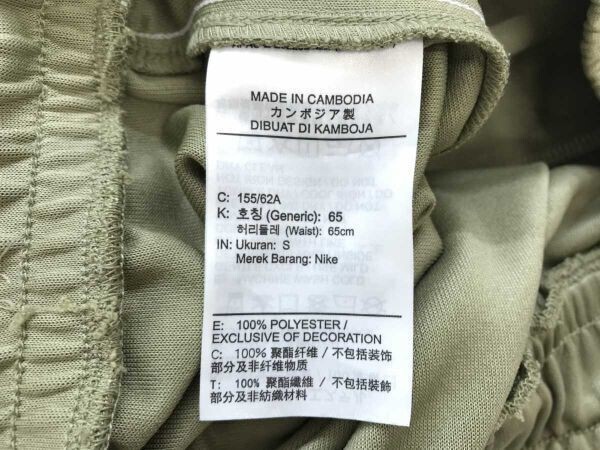 MADE IN CAMBODIA
カンボジア製
DIBUAT DI KAMBOJA
C: 155/62A
K: 호칭 (Generic): 65
허리둘레 (Waist): 65cm
IN: Ukuran: S
Merek Barang: Nike
E: 100% POLYESTER /
EXCLUSIVE OF DECORATION
C: 100% 聚酯纤维 / 不包括装饰
部分及非纤维物质
T: 100% 聚酯纖維 / 不包括裝飾
部分及非紡織材料